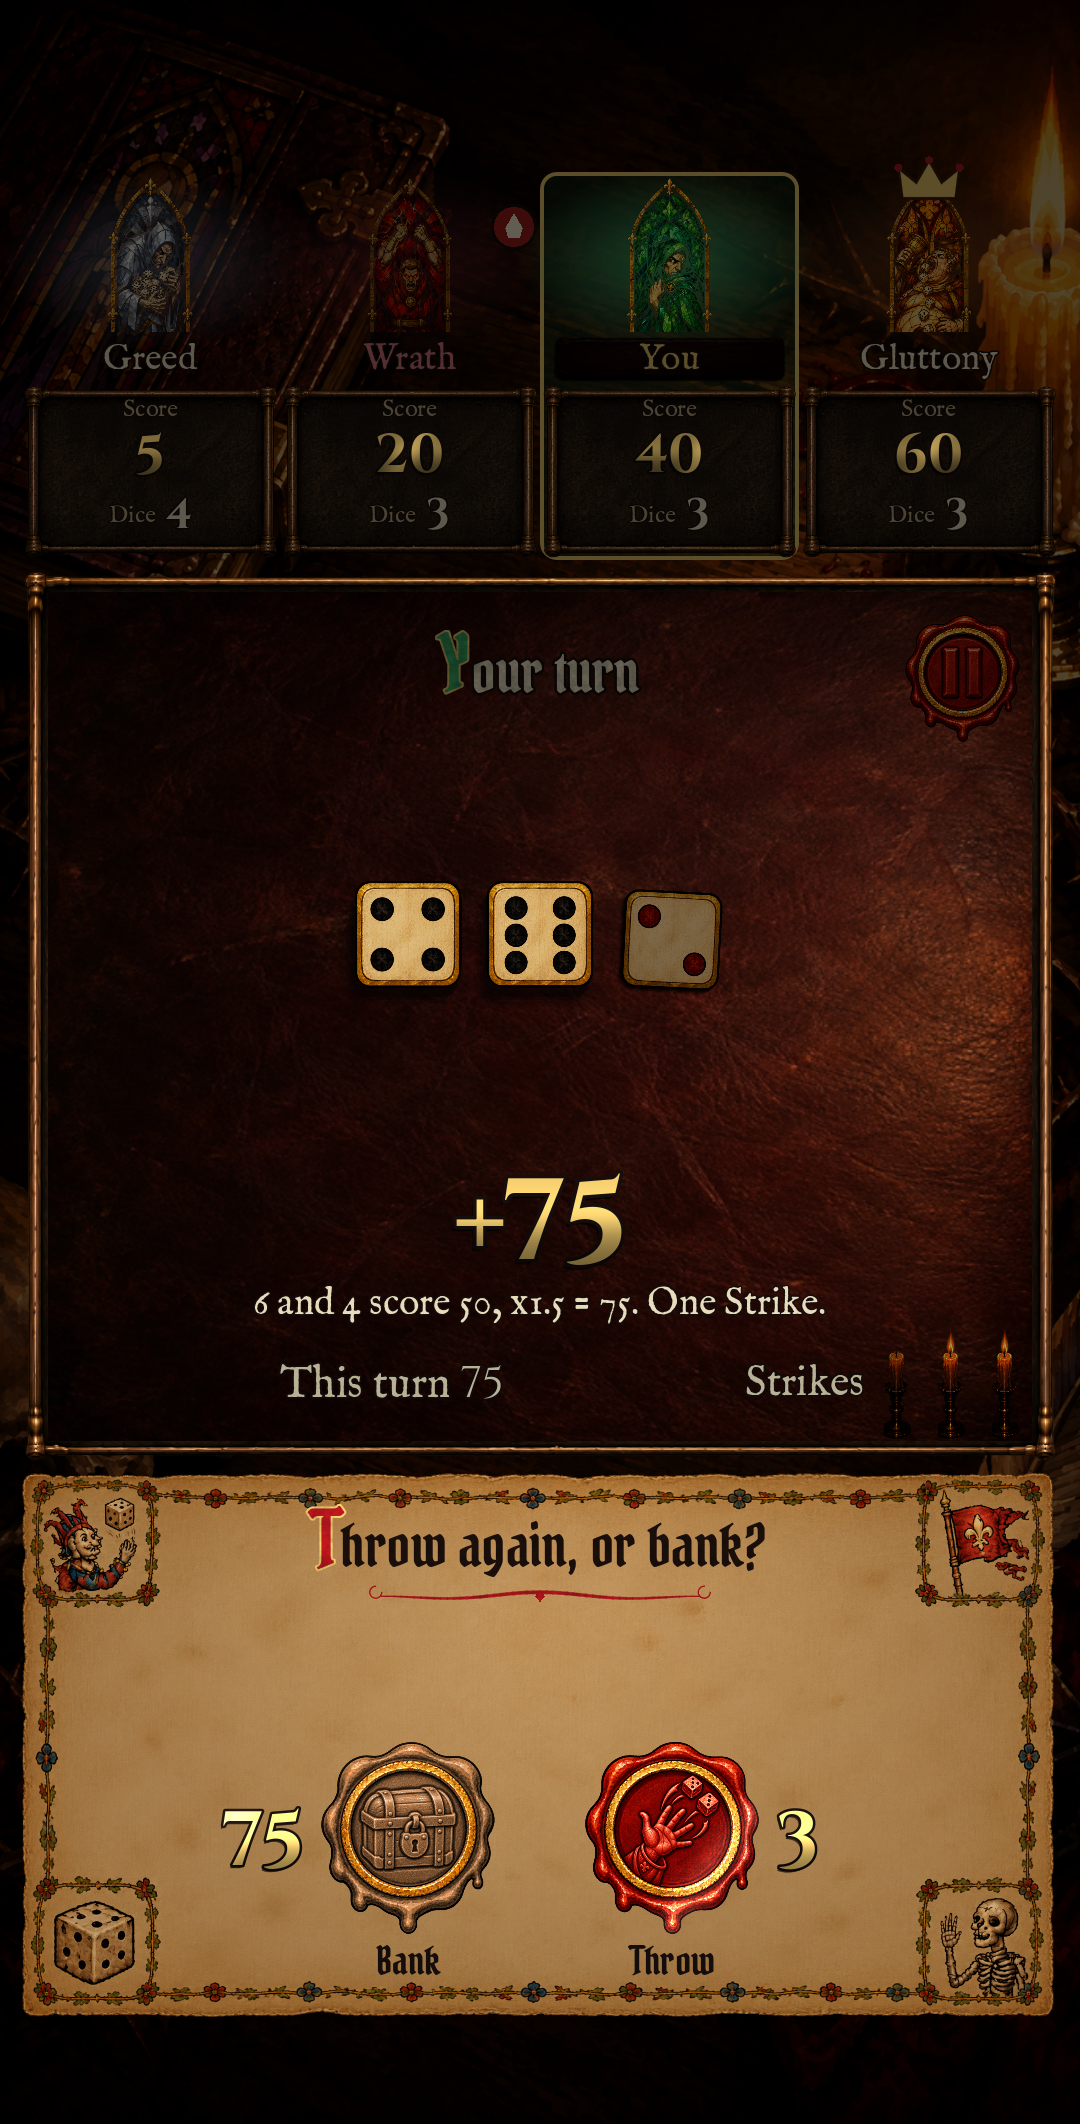 Greed Wrath You Gluttony
Score Score Score Score
5 20 40 60
Dice 4 Dice 3 Dice 3 Dice 3
Your turn
+75
6 and 4 score 50, x1.5 = 75. One Strike.
This turn 75 Strikes
Throw again, or bank?
75 3
Bank Throw